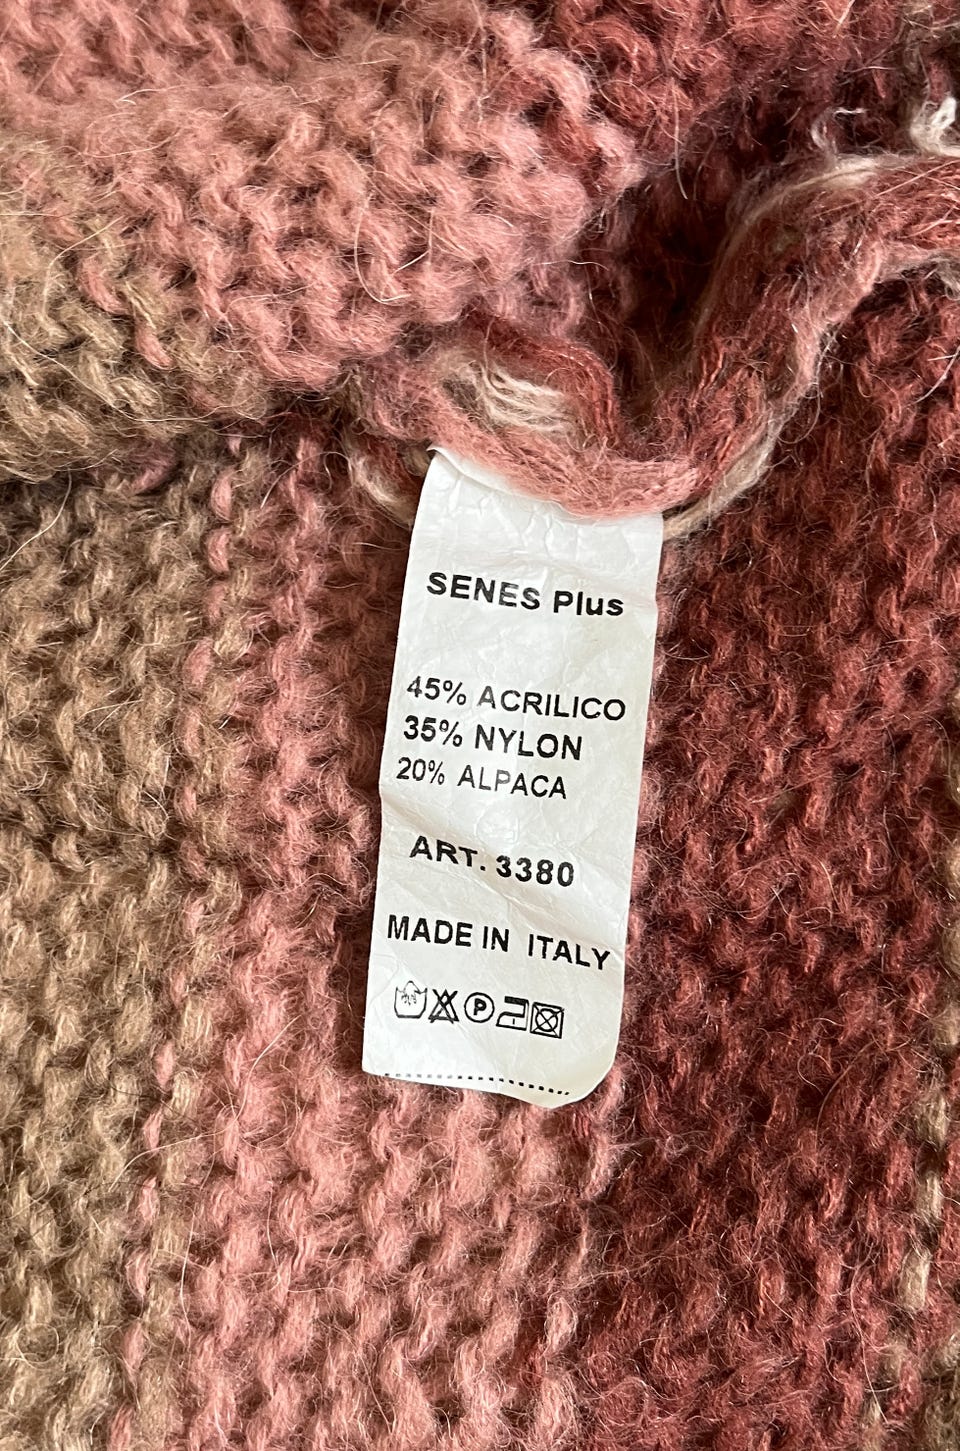 SENES Plus
45% ACRILICO
35% NYLON
20% ALPACA
ART. 3380
MADE IN ITALY
P